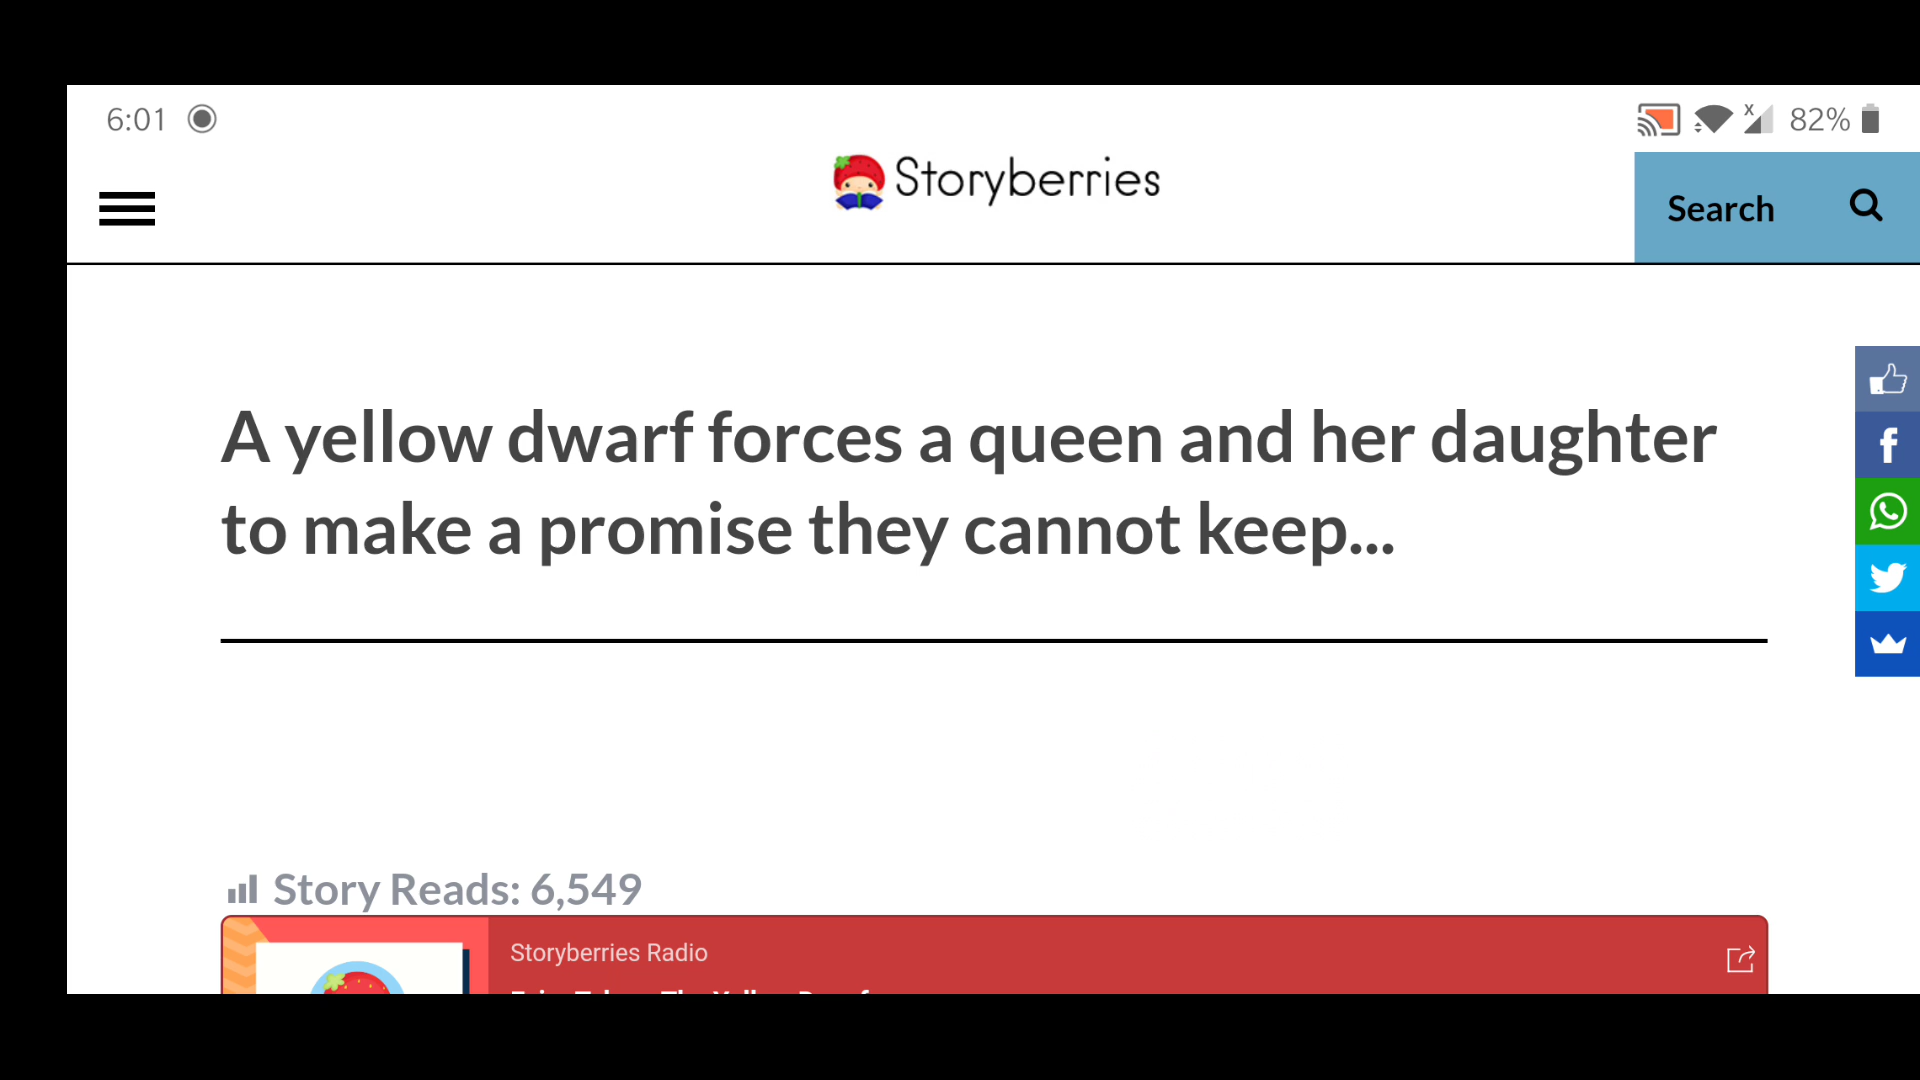 6:01
82%
Storyberries
Search
A yellow dwarf forces a queen and her daughter
to make a promise they cannot keep...
Story Reads: 6,549
Storyberries Radio